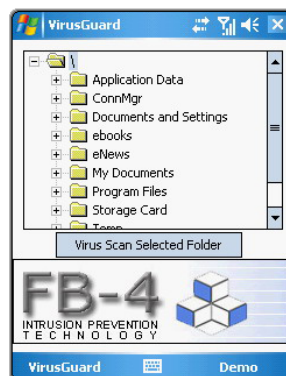 VirusGuard
\
Application Data
ConnMgr
Documents and Settings
ebooks
eNews
My Documents
Program Files
Storage Card
Temp
Virus Scan Selected Folder
FB-4
INTRUSION PREVENTION
TECHNOLOGY
VirusGuard
Demo